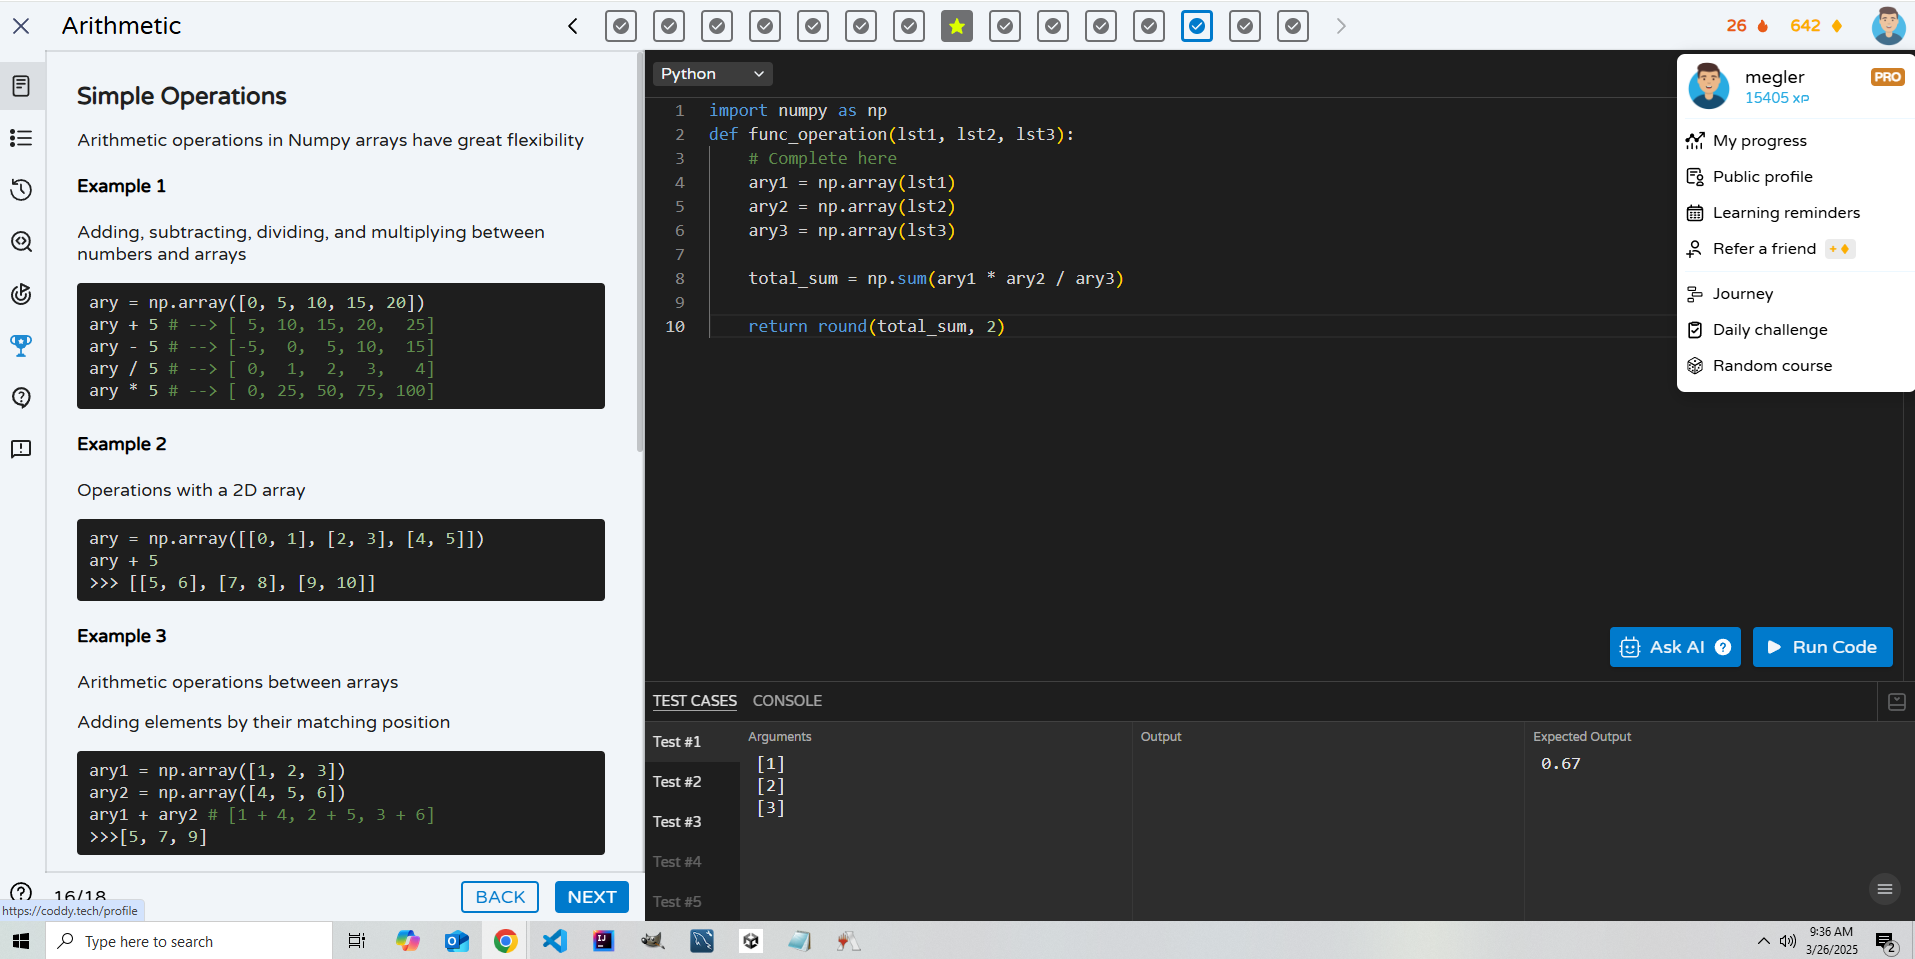 Arithmetic
26
642
Simple Operations
Arithmetic operations in Numpy arrays have great flexibility
Example 1
Adding, subtracting, dividing, and multiplying between
numbers and arrays
ary = np.array([0, 5, 10, 15, 20])
ary + 5 # --> [ 5, 10, 15, 20,  25]
ary - 5 # --> [-5,  0,  5, 10,  15]
ary / 5 # --> [ 0,  1,  2,  3,   4]
ary * 5 # --> [ 0, 25, 50, 75, 100]
Example 2
Operations with a 2D array
ary = np.array([[0, 1], [2, 3], [4, 5]])
ary + 5
>>> [[5, 6], [7, 8], [9, 10]]
Example 3
Arithmetic operations between arrays
Adding elements by their matching position
ary1 = np.array([1, 2, 3])
ary2 = np.array([4, 5, 6])
ary1 + ary2 # [1 + 4, 2 + 5, 3 + 6]
>>>[5, 7, 9]
16/18
BACK
NEXT
https://coddy.tech/profile
Python
1 import numpy as np
2 def func_operation(lst1, lst2, lst3):
3     # Complete here
4     ary1 = np.array(lst1)
5     ary2 = np.array(lst2)
6     ary3 = np.array(lst3)
7
8     total_sum = np.sum(ary1 * ary2 / ary3)
9
10     return round(total_sum, 2)
megler
PRO
15405 XP
My progress
Public profile
Learning reminders
Refer a friend +
Journey
Daily challenge
Random course
Ask AI ?
Run Code
TEST CASES CONSOLE
Test #1
Test #2
Test #3
Test #4
Test #5
Arguments
[1]
[2]
[3]
Output
Expected Output
0.67
Type here to search
9:36 AM
3/26/2025
2